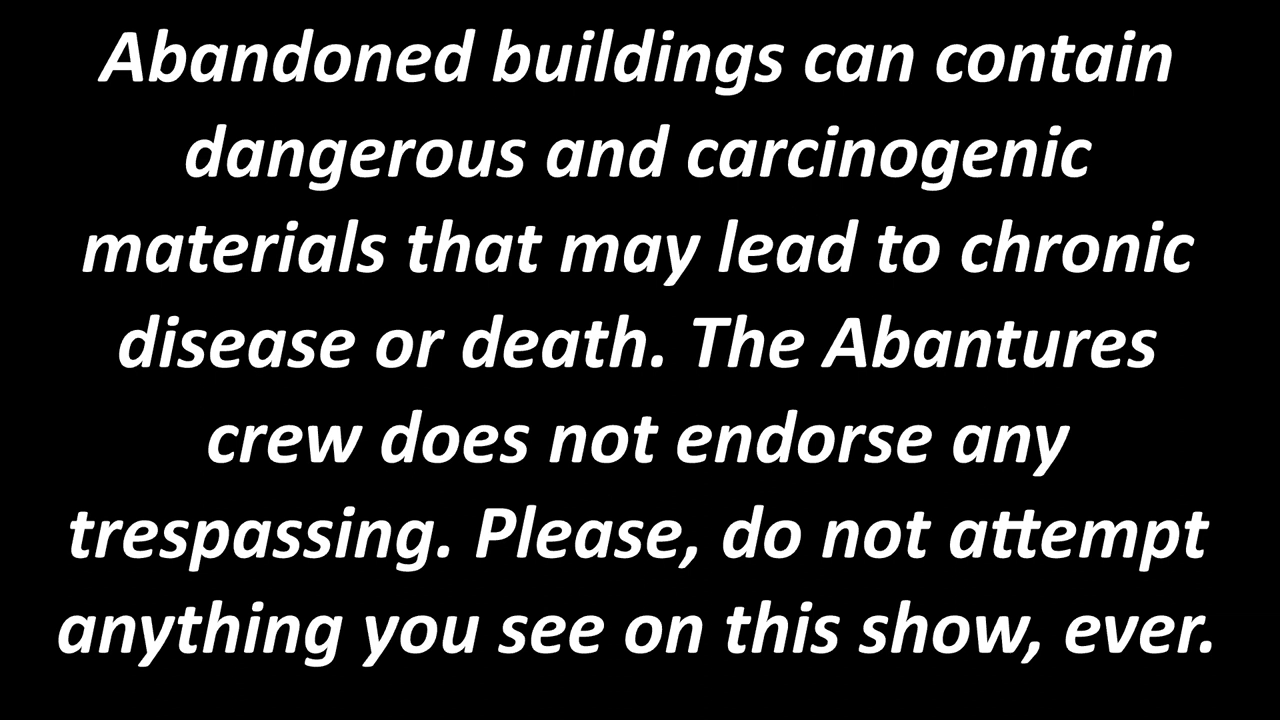 Abandoned buildings can contain
dangerous and carcinogenic
materials that may lead to chronic
disease or death. The Abantures
crew does not endorse any
trespassing. Please, do not attempt
anything you see on this show, ever.